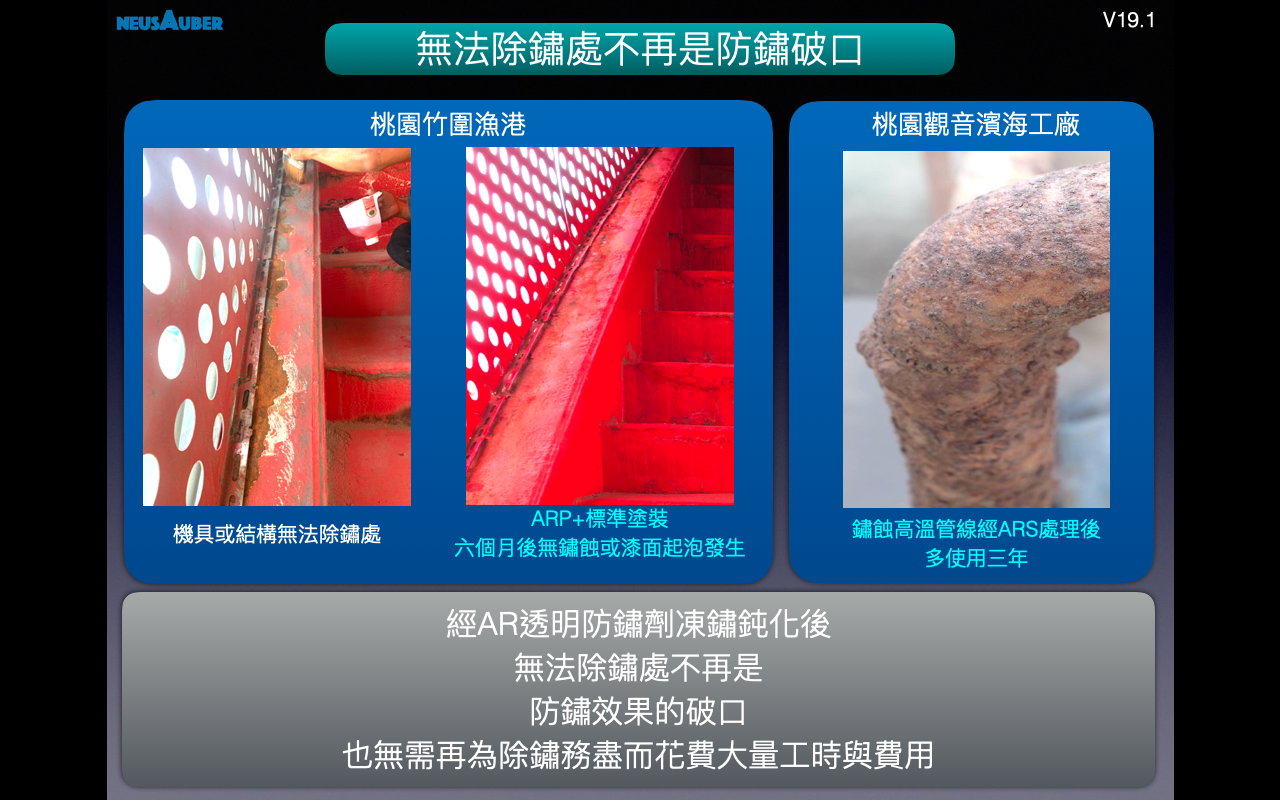 NEUSAUBER
V19.1
無法除鏽處不再是防鏽破口
桃園竹圍漁港
桃園觀音濱海工廠
機具或結構無法除鏽處
ARP+標準塗裝
六個月後無鏽蝕或漆面起泡發生
鏽蝕高溫管線經ARS處理後
多使用三年
經AR透明防鏽劑凍鏽鈍化後
無法除鏽處不再是
防鏽效果的破口
也無需再為除鏽務盡而花費大量工時與費用